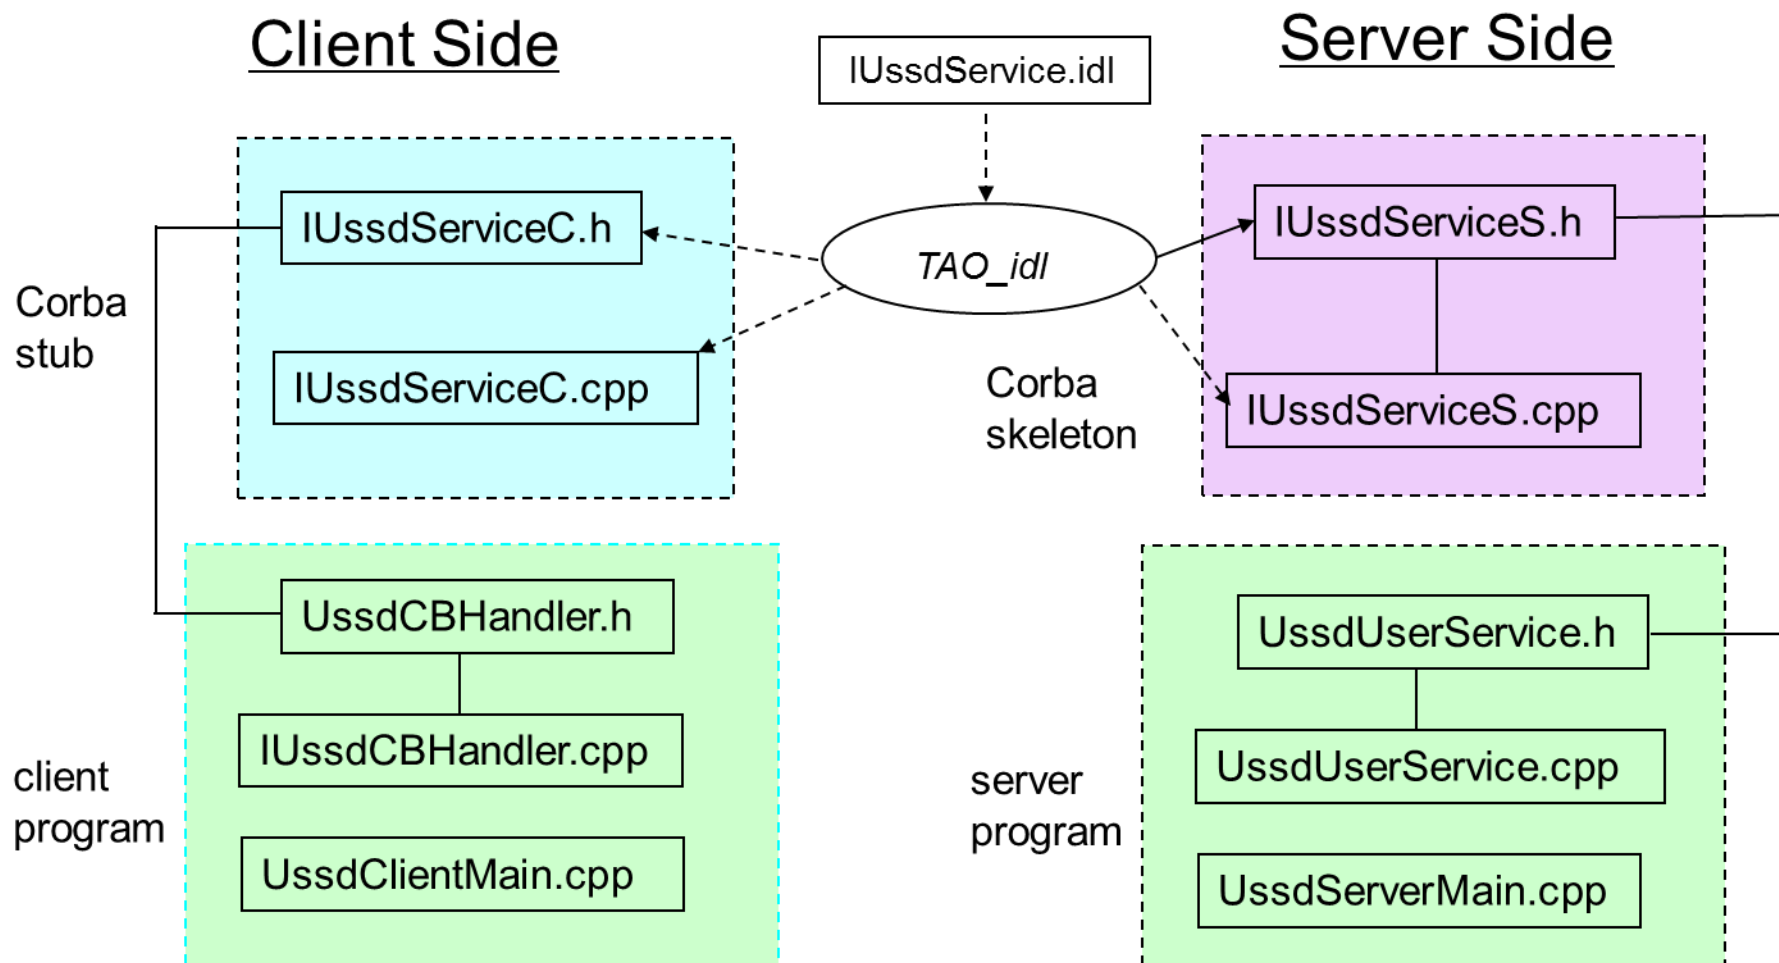 Client Side
IUssdService.idl
Server Side
IUssdServiceC.h
TAO_idl
IUssdServiceS.h
Corba
stub
IUssdServiceC.cpp
Corba
skeleton
IUssdServiceS.cpp
UssdCBHandler.h
IUssdCBHandler.cpp
client
program
UssdClientMain.cpp
UssdUserService.h
UssdUserService.cpp
server
program
UssdServerMain.cpp